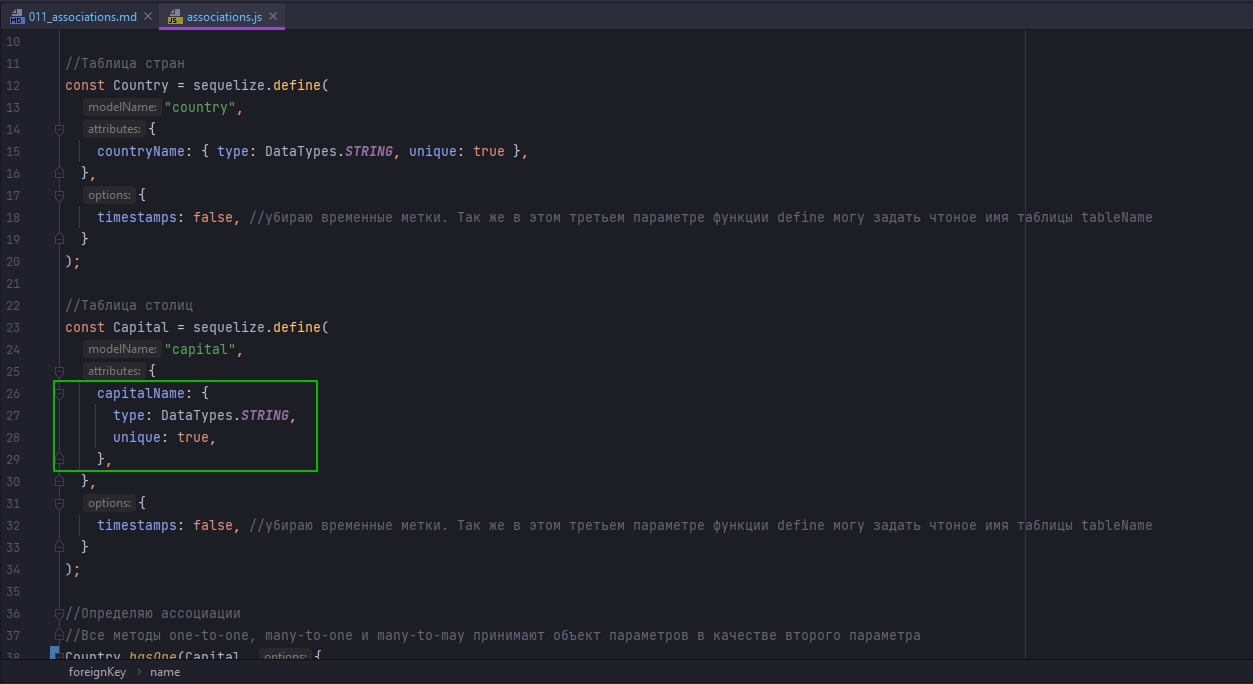 011_associations.md
associations.js
10
11 //Таблица стран
12 const Country = sequelize.define(
13 modelName: "country",
14 attributes: {
15 countryName: { type: DataTypes.STRING, unique: true },
16 },
17 options: {
18 timestamps: false, //убираю временные метки. Так же в этом третьем параметре функции define могу задать чтоное имя таблицы tableName
19 }
20 );
21
22 //Таблица столиц
23 const Capital = sequelize.define(
24 modelName: "capital",
25 attributes: {
26 capitalName: {
27 type: DataTypes.STRING,
28 unique: true,
29 },
30 },
31 options: {
32 timestamps: false, //убираю временные метки. Так же в этом третьем параметре функции define могу задать чтоное имя таблицы tableName
33 }
34 );
35
36 //Определяю ассоциации
37 //Все методы one-to-one, many-to-one и many-to-may принимают объект параметров в качестве второго параметра
38 Country.hasOne(Capital, options: {
foreignKey > name